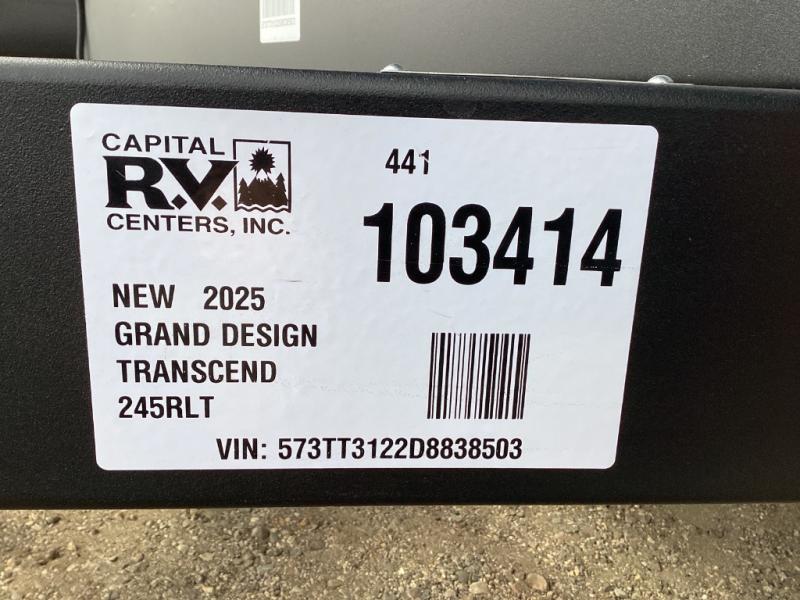 CAPITAL
R.V.
CENTERS, INC.
441
103414
NEW 2025
GRAND DESIGN
TRANSCEND
245RLT
VIN: 573TT3122D8838503